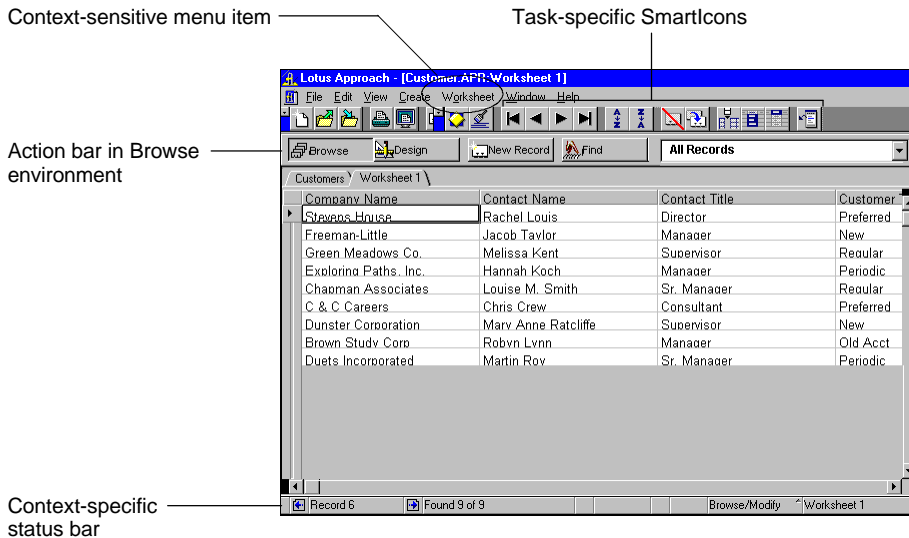 Context-sensitive menu item
Task-specific SmartIcons
Lotus Approach - [Customer.APR:Worksheet 1]
File Edit View Create Worksheet Window Help
Action bar in Browse
environment
Browse Design New Record Find All Records
Customers Worksheet 1
Company Name Contact Name Contact Title Customer
Stevens House Rachel Louis Director Preferred
Freeman-Little Jacob Taylor Manager New
Green Meadows Co. Melissa Kent Supervisor Regular
Exploring Paths, Inc. Hannah Koch Manager Periodic
Chapman Associates Louise M. Smith Sr. Manager Regular
C & C Careers Chris Crew Consultant Preferred
Dunster Corporation Mary Anne Ratcliffe Supervisor New
Brown Study Corp Robyn Lynn Manager Old Acct
Duets Incorporated Martin Roy Sr. Manager Periodic
Context-specific
status bar
Record 6 Found 9 of 9 Browse/Modify Worksheet 1